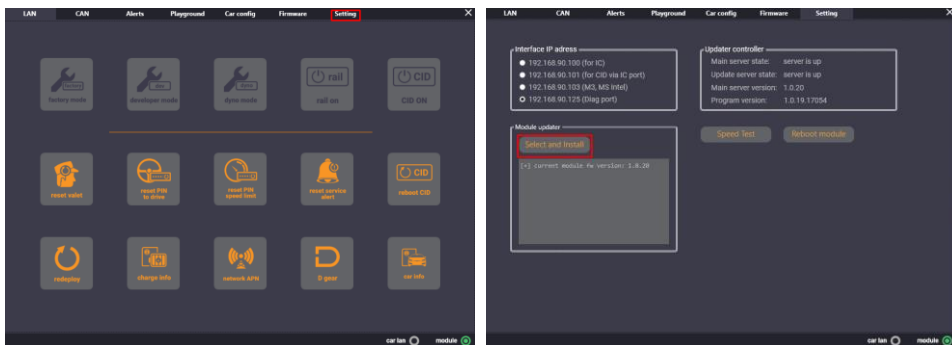 LAN CAN Alerts Playground Car config Firmware Setting X
factory mode
developer mode
dyno mode
rail
rail on
CID
CID ON
reset valet
reset PIN
to drive
reset PIN
speed limit
reset service
alert
CID
reboot CID
redeploy
charge info
network APN
D gear
car info
car lan module
LAN CAN Alerts Playground Car config Firmware Setting X
Interface IP adress
192.168.90.100 (for IC)
192.168.90.101 (for CID via IC port)
192.168.90.103 (M3, MS intel)
192.168.90.125 (Diag port)
Updater controller
Main server state: server is up
Update server state: server is up
Main server version: 1.0.20
Program version: 1.0.19.17054
Module updater
Select and Install
[+] current module fw version: 1.0.20
Speed Test
Reboot module
car lan module